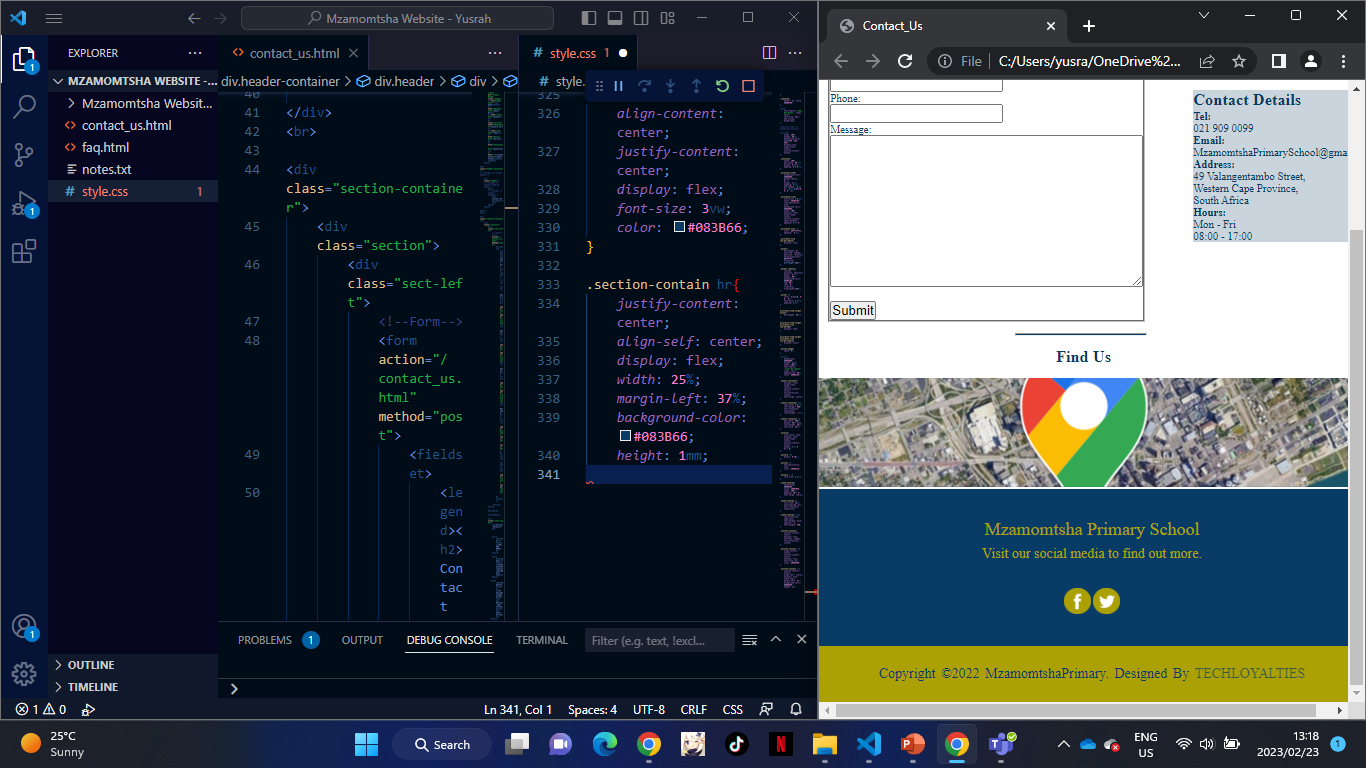 Mzamomtsha Website - Yusrah
EXPLORER
MZAMOMTSHA WEBSITE -...
Mzamomtsha Websit...
contact_us.html
faq.html
notes.txt
style.css 1
OUTLINE
TIMELINE
contact_us.html
div.header-container > div.header > div >
40
41 </div>
42 <br>
43
44 <div
class="section-containe
r">
45 <div
class="section">
46 <div
class="sect-lef
t">
47 <!--Form-->
48 <form
action="/
contact_us.
html"
method="pos
t">
49 <fields
et>
50 <le
gen
d><
h2>
Con
tac
t
style.css 1
style.
325
326 align-content:
center;
327 justify-content:
center;
328 display: flex;
329 font-size: 3vw;
330 color: #083B66;
331 }
332
333 .section-contain hr{
334 justify-content:
center;
335 align-self: center;
336 display: flex;
337 width: 25%;
338 margin-left: 37%;
339 background-color:
#083B66;
340 height: 1mm;
341
PROBLEMS 1 OUTPUT DEBUG CONSOLE TERMINAL Filter (e.g. text, !excl...
1 0 Ln 341, Col 1 Spaces: 4 UTF-8 CRLF CSS
Contact_Us
File C:/Users/yusra/OneDrive%2...
Phone:
Message:
Submit
Contact Details
Tel:
021 909 0099
Email:
MzamomtshaPrimarySchool@gma
Address:
49 Valangentambo Street,
Western Cape Province,
South Africa
Hours:
Mon - Fri
08:00 - 17:00
Find Us
Mzamomtsha Primary School
Visit our social media to find out more.
Copyright ©2022 MzamomtshaPrimary. Designed By TECHLOYALTIES
25°C
Sunny
Search
ENG
US
13:18
2023/02/23
1